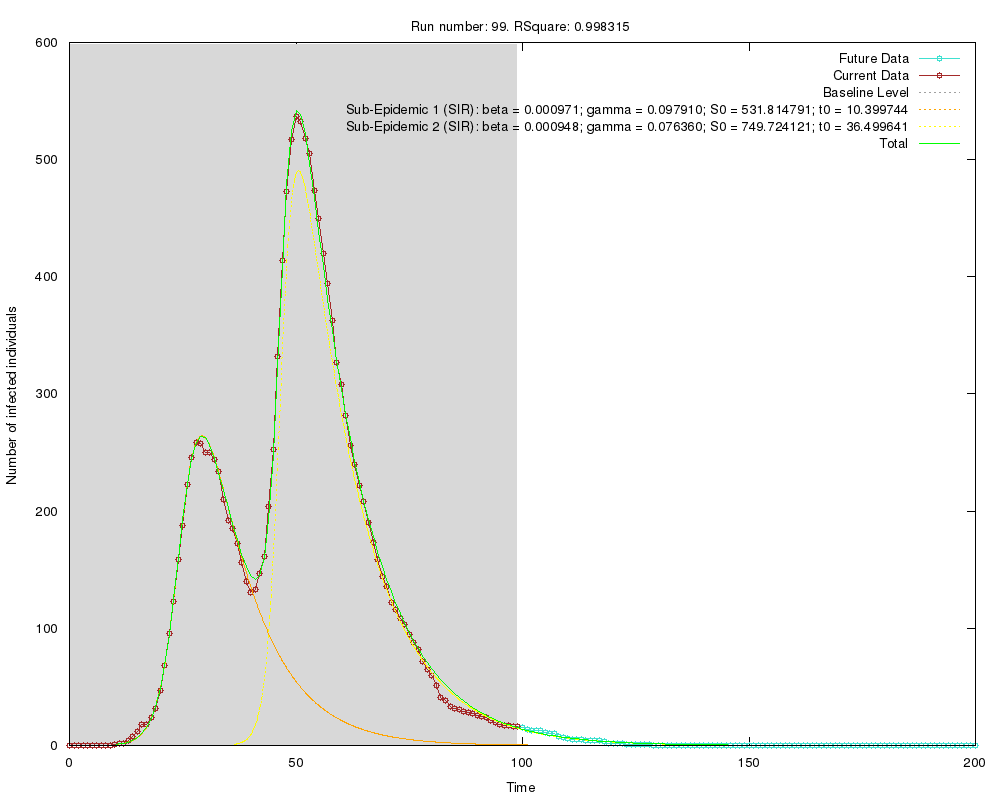 Run number: 99. RSquare: 0.998315
600
500
400
300
200
100
0
Number of infected individuals
Future Data
Current Data
Baseline Level
Sub-Epidemic 1 (SIR): beta = 0.000971; gamma = 0.097910; S0 = 531.814791; t0 = 10.399744
Sub-Epidemic 2 (SIR): beta = 0.000948; gamma = 0.076360; S0 = 749.724121; t0 = 36.499641
Total
0 50 100 150 200
Time